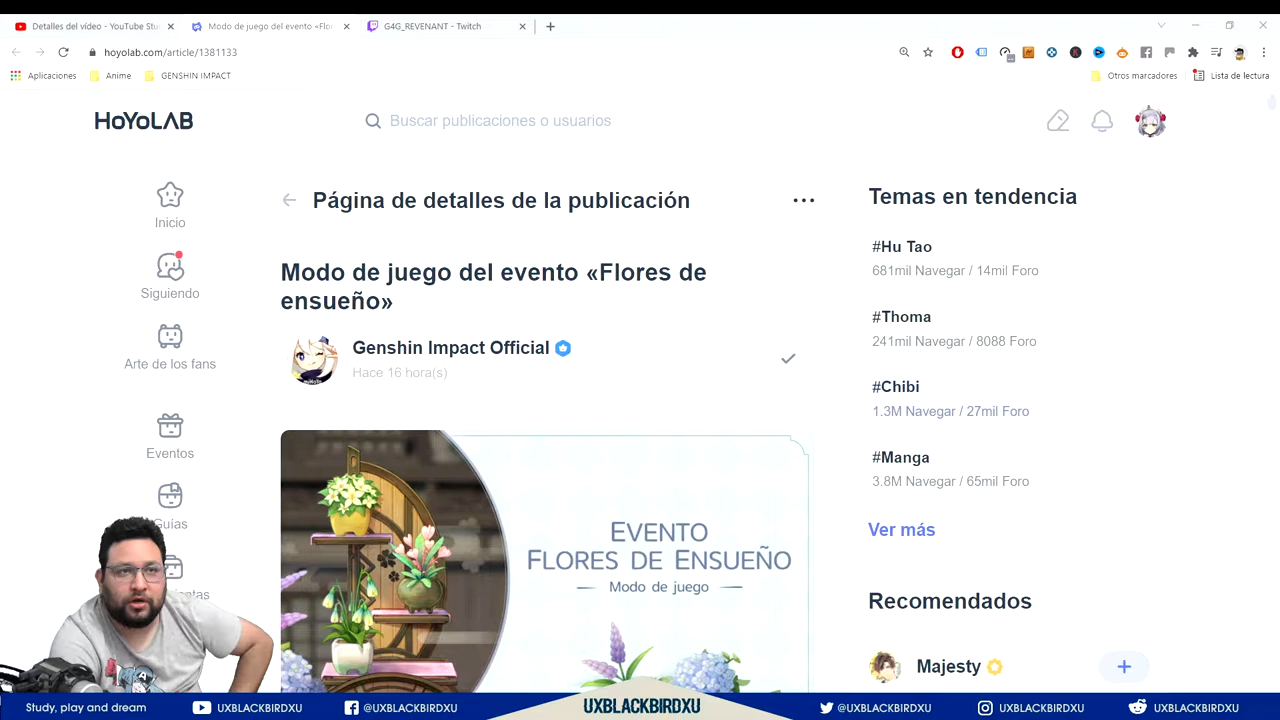 Detalles del vídeo - YouTube Stu
Modo de juego del evento «Flor
G4G_REVENANT - Twitch
hoyolab.com/article/1381133
Aplicaciones
Anime
GENSHIN IMPACT
Otros marcadores
Lista de lectura
HoYoLAB
Buscar publicaciones o usuarios
Inicio
Siguiendo
Arte de los fans
Eventos
Guías
Página de detalles de la publicación
Modo de juego del evento «Flores de
ensueño»
Genshin Impact Official
Hace 16 hora(s)
EVENTO
FLORES DE ENSUEÑO
Modo de juego
Temas en tendencia
#Hu Tao
681mil Navegar / 14mil Foro
#Thoma
241mil Navegar / 8088 Foro
#Chibi
1.3M Navegar / 27mil Foro
#Manga
3.8M Navegar / 65mil Foro
Ver más
Recomendados
Majesty
Study, play and dream
UXBLACKBIRDXU
@UXBLACKBIRDXU
UXBLACKBIRDXU
@UXBLACKBIRDXU
UXBLACKBIRDXU
UXBLACKBIRDXU